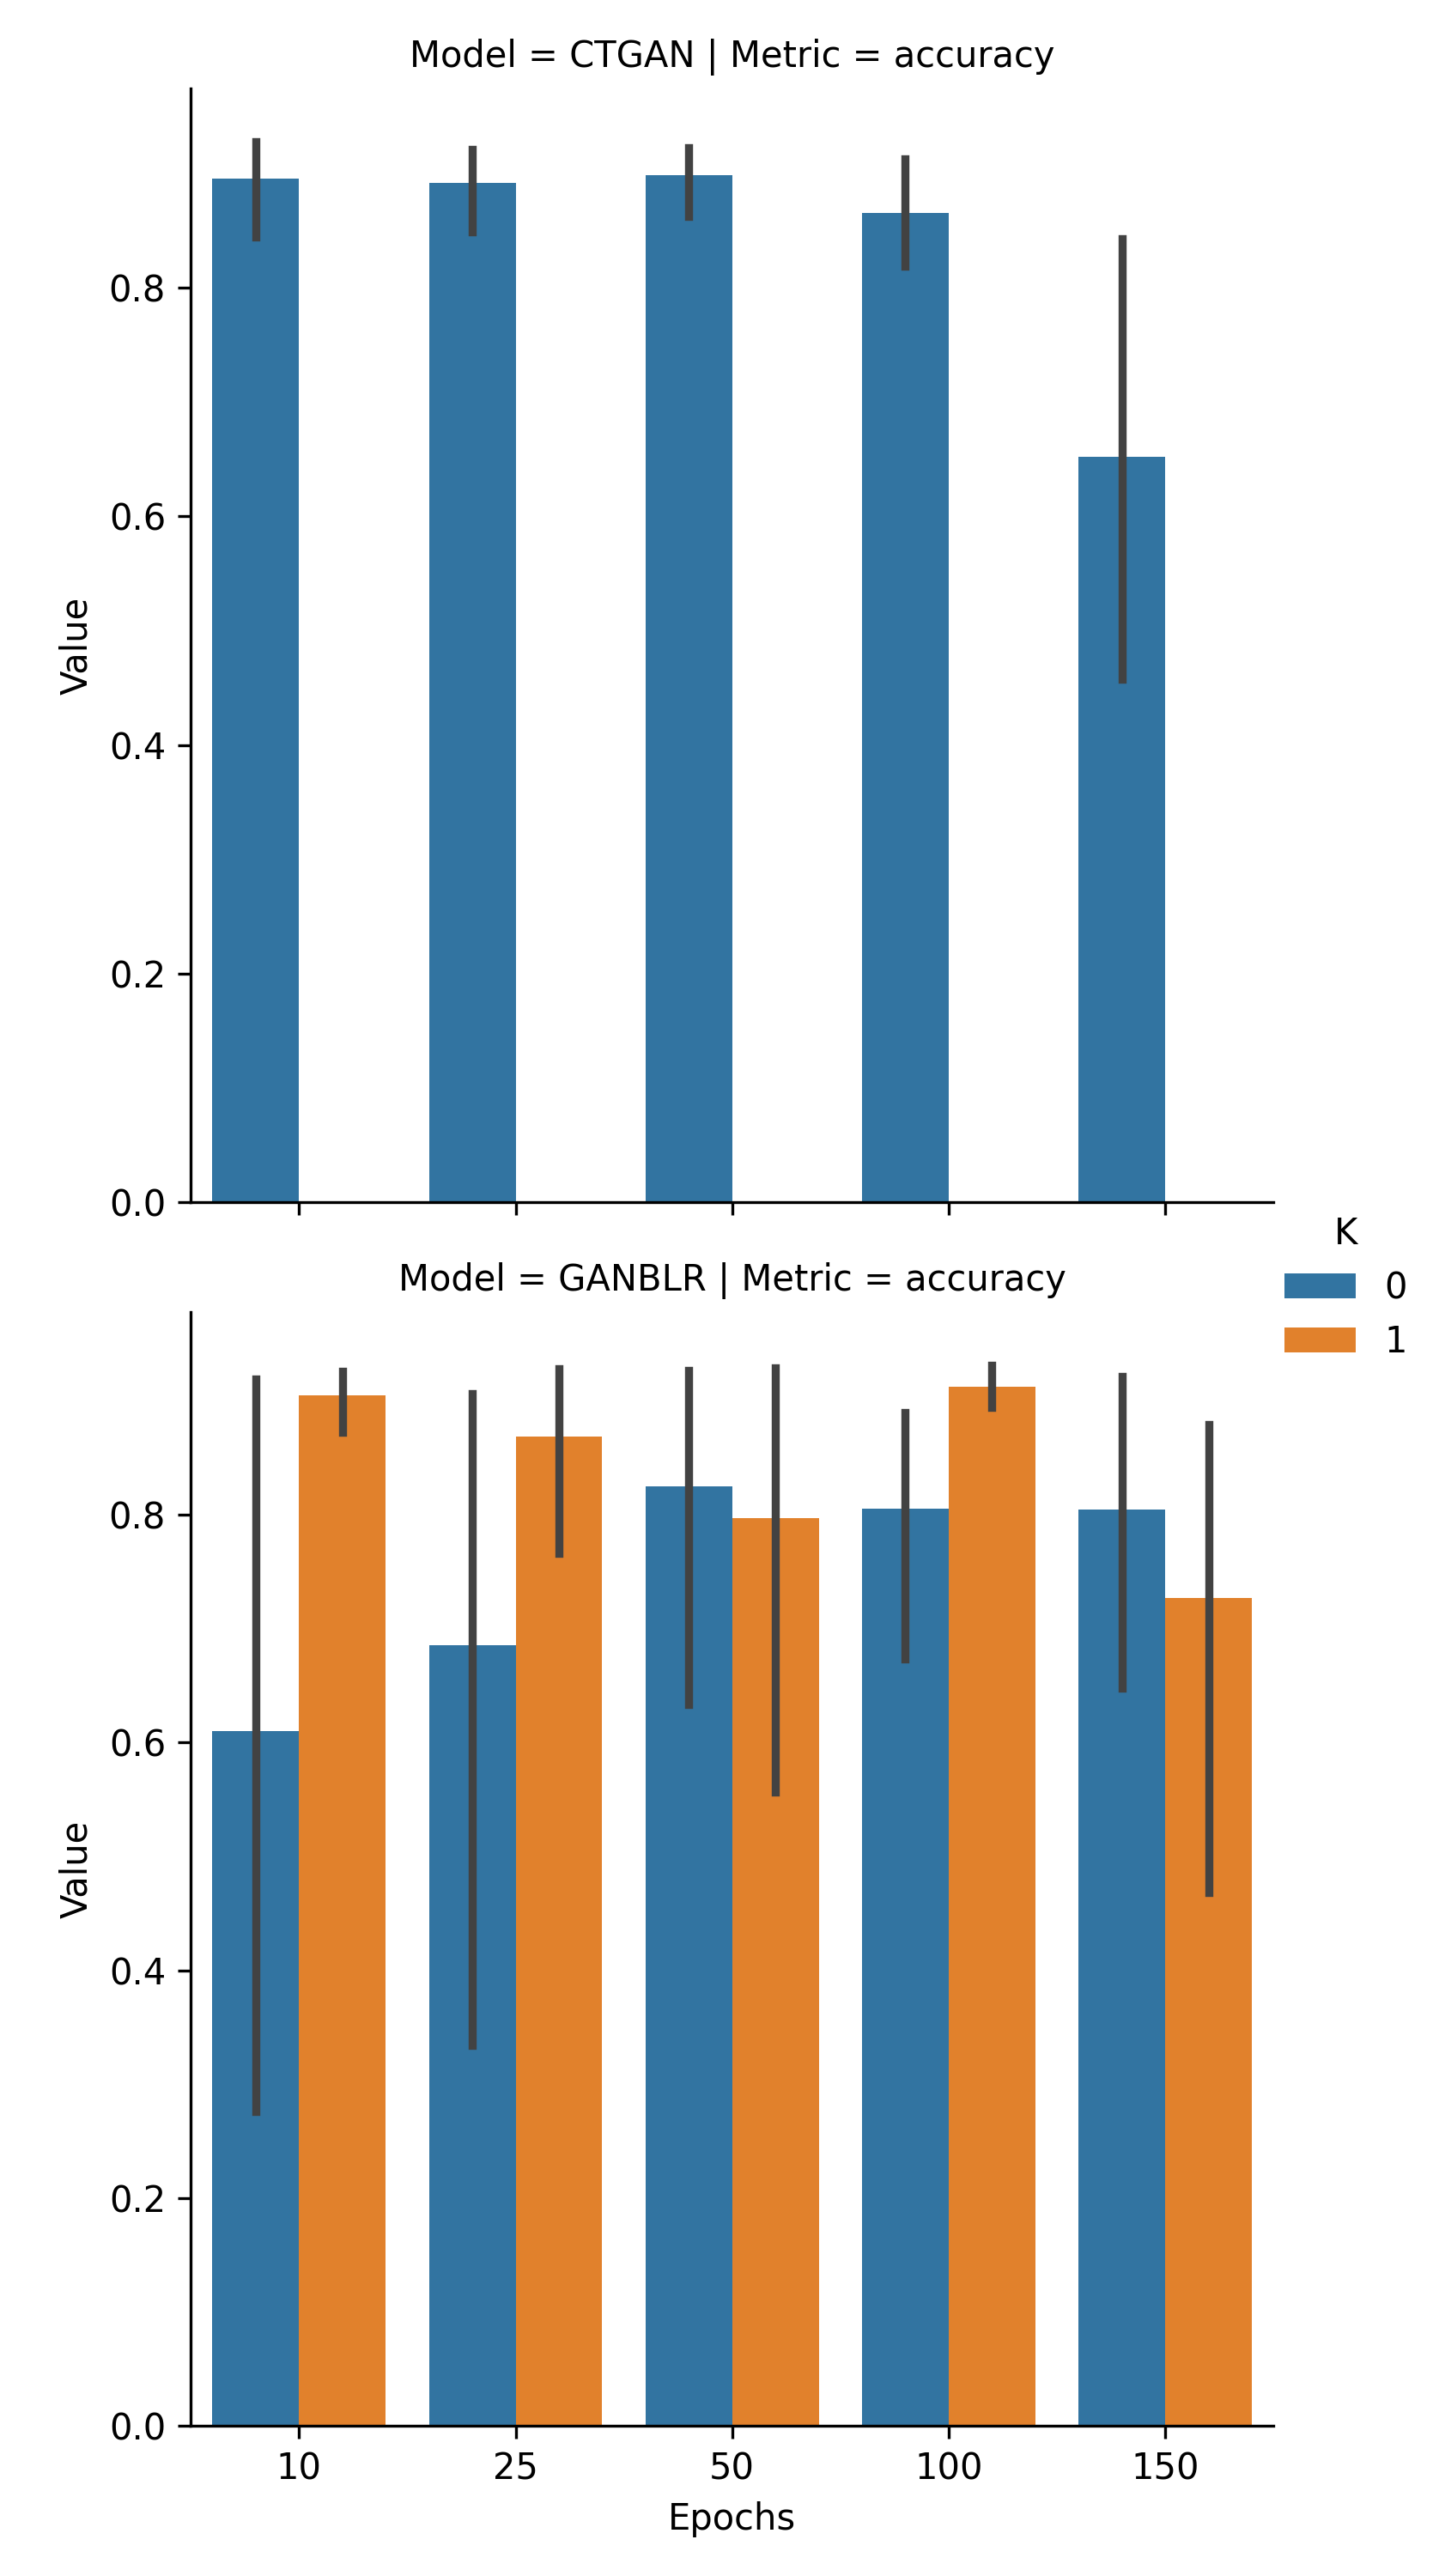 Model = CTGAN | Metric = accuracy
0.8
0.6
0.4
0.2
0.0
Value
K
0
1
Model = GANBLR | Metric = accuracy
0.8
0.6
0.4
0.2
0.0
Value
10 25 50 100 150
Epochs